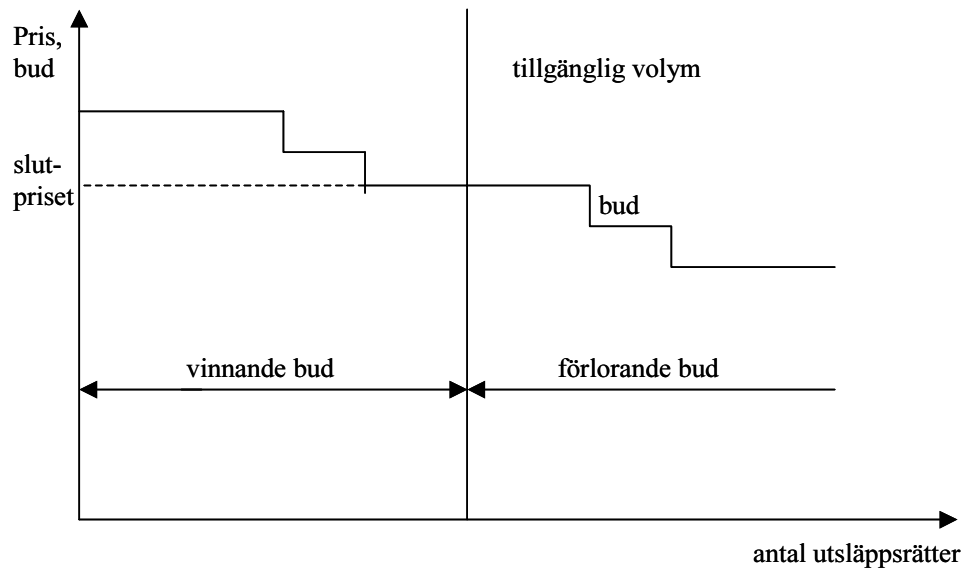 Pris,
bud
tillgänglig volym
slut-
priset
bud
vinnande bud
förlorande bud
antal utsläppsrätter